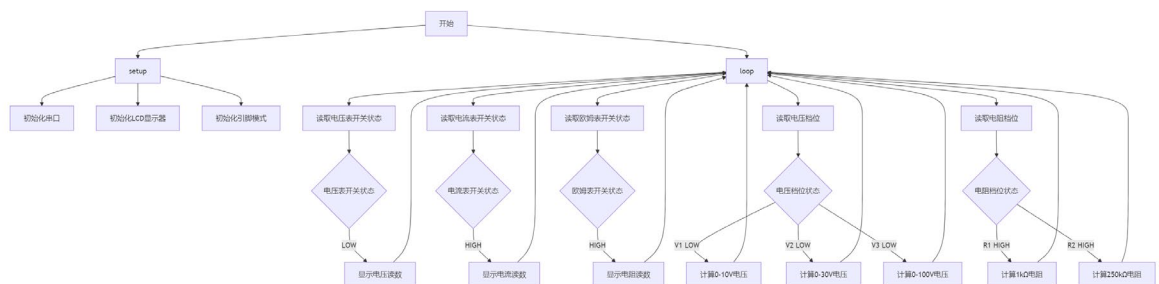 开始
setup
loop
初始化串口
初始化LCD显示器
初始化引脚模式
读取电压表开关状态
读取电流表开关状态
读取欧姆表开关状态
读取电压档位
读取电阻档位
电压表开关状态
电流表开关状态
欧姆表开关状态
电压档位状态
电阻档位状态
LOW
HIGH
HIGH
V1 LOW
V2 LOW
V3 LOW
R1 HIGH
R2 HIGH
显示电压读数
显示电流读数
显示电阻读数
计算0-10V电压
计算0-30V电压
计算0-100V电压
计算1kΩ电阻
计算250kΩ电阻